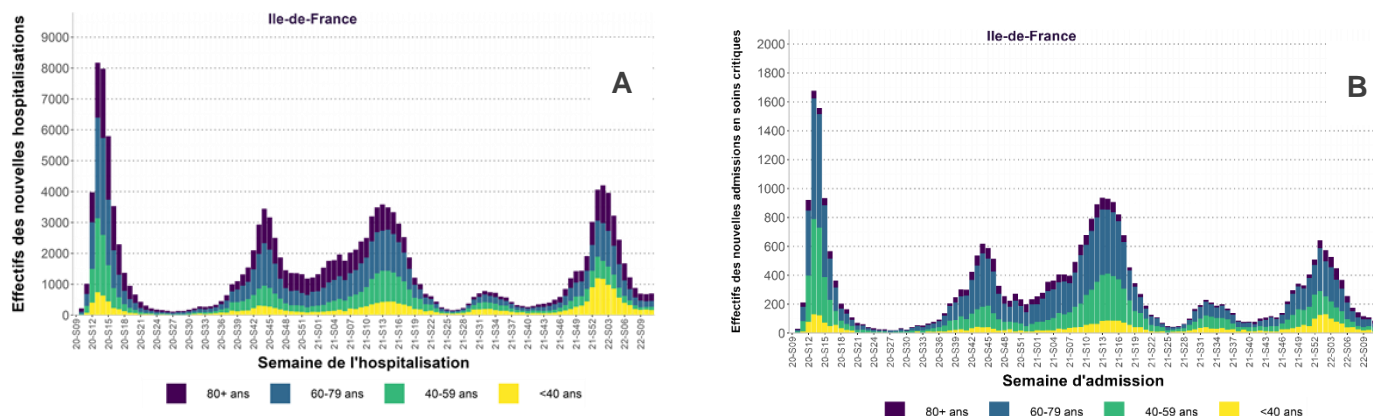 Ile-de-France
A
Effectifs des nouvelles hospitalisations
9000
8000
7000
6000
5000
4000
3000
2000
1000
0
20-S09
20-S12
20-S15
20-S18
20-S21
20-S24
20-S27
20-S30
20-S33
20-S36
20-S39
20-S42
20-S45
20-S48
20-S51
21-S01
21-S04
21-S07
21-S10
21-S13
21-S16
21-S19
21-S22
21-S25
21-S28
21-S31
21-S34
21-S37
21-S40
21-S43
21-S46
21-S49
21-S52
22-S03
22-S06
22-S09
Semaine de l'hospitalisation
80+ ans 60-79 ans 40-59 ans <40 ans
Ile-de-France
B
Effectifs des nouvelles admissions en soins critiques
2000
1800
1600
1400
1200
1000
800
600
400
200
0
20-S09
20-S12
20-S15
20-S18
20-S21
20-S24
20-S27
20-S30
20-S33
20-S36
20-S39
20-S42
20-S45
20-S48
20-S51
21-S01
21-S04
21-S07
21-S10
21-S13
21-S16
21-S19
21-S22
21-S25
21-S28
21-S31
21-S34
21-S37
21-S40
21-S43
21-S46
21-S49
21-S52
22-S03
22-S06
22-S09
Semaine d'admission
80+ ans 60-79 ans 40-59 ans <40 ans